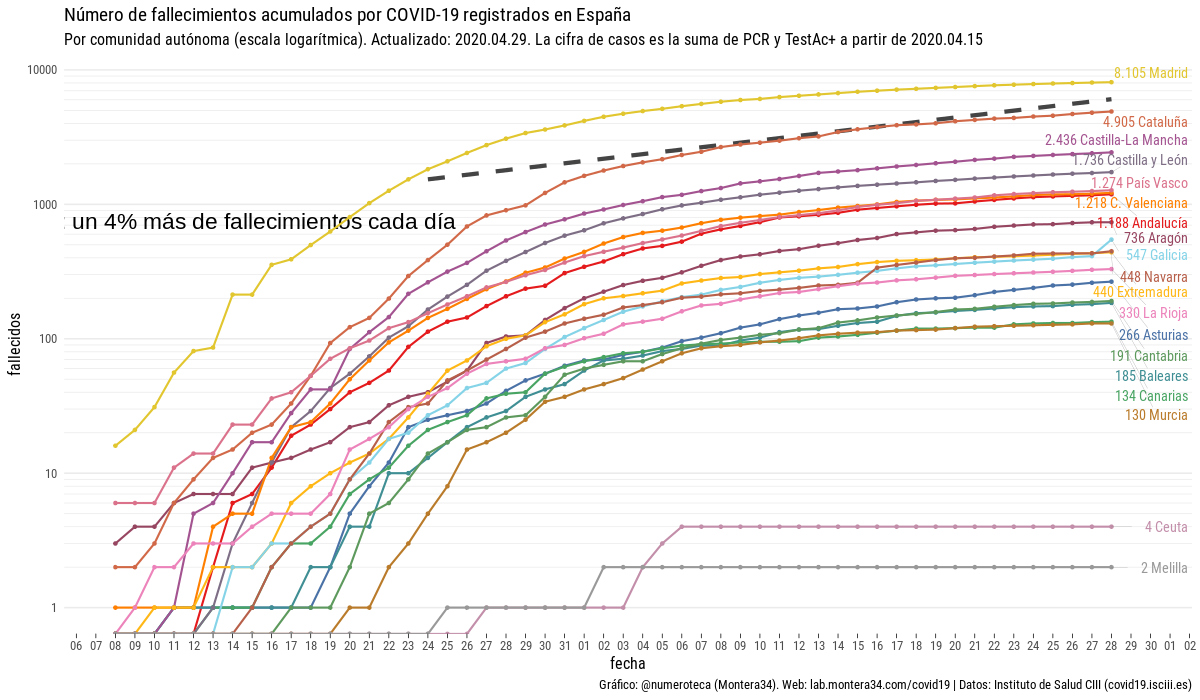 Número de fallecimientos acumulados por COVID-19 registrados en España
Por comunidad autónoma (escala logarítmica). Actualizado: 2020.04.29. La cifra de casos es la suma de PCR y TestAc+ a partir de 2020.04.15
10000
1000
100
10
1
fallecidos
un 4% más de fallecimientos cada día
8.105 Madrid
4.905 Cataluña
2.436 Castilla-La Mancha
1.736 Castilla y León
1.274 País Vasco
1.218 C. Valenciana
1.188 Andalucía
736 Aragón
547 Galicia
448 Navarra
440 Extremadura
330 La Rioja
266 Asturias
191 Cantabria
185 Baleares
134 Canarias
130 Murcia
4 Ceuta
2 Melilla
06 07 08 09 10 11 12 13 14 15 16 17 18 19 20 21 22 23 24 25 26 27 28 29 30 31 01 02 03 04 05 06 07 08 09 10 11 12 13 14 15 16 17 18 19 20 21 22 23 24 25 26 27 28 29 30 01 02
fecha
Gráfico: @numeroteca (Montera34). Web: lab.montera34.com/covid19 | Datos: Instituto de Salud CIII (covid19.isciii.es)